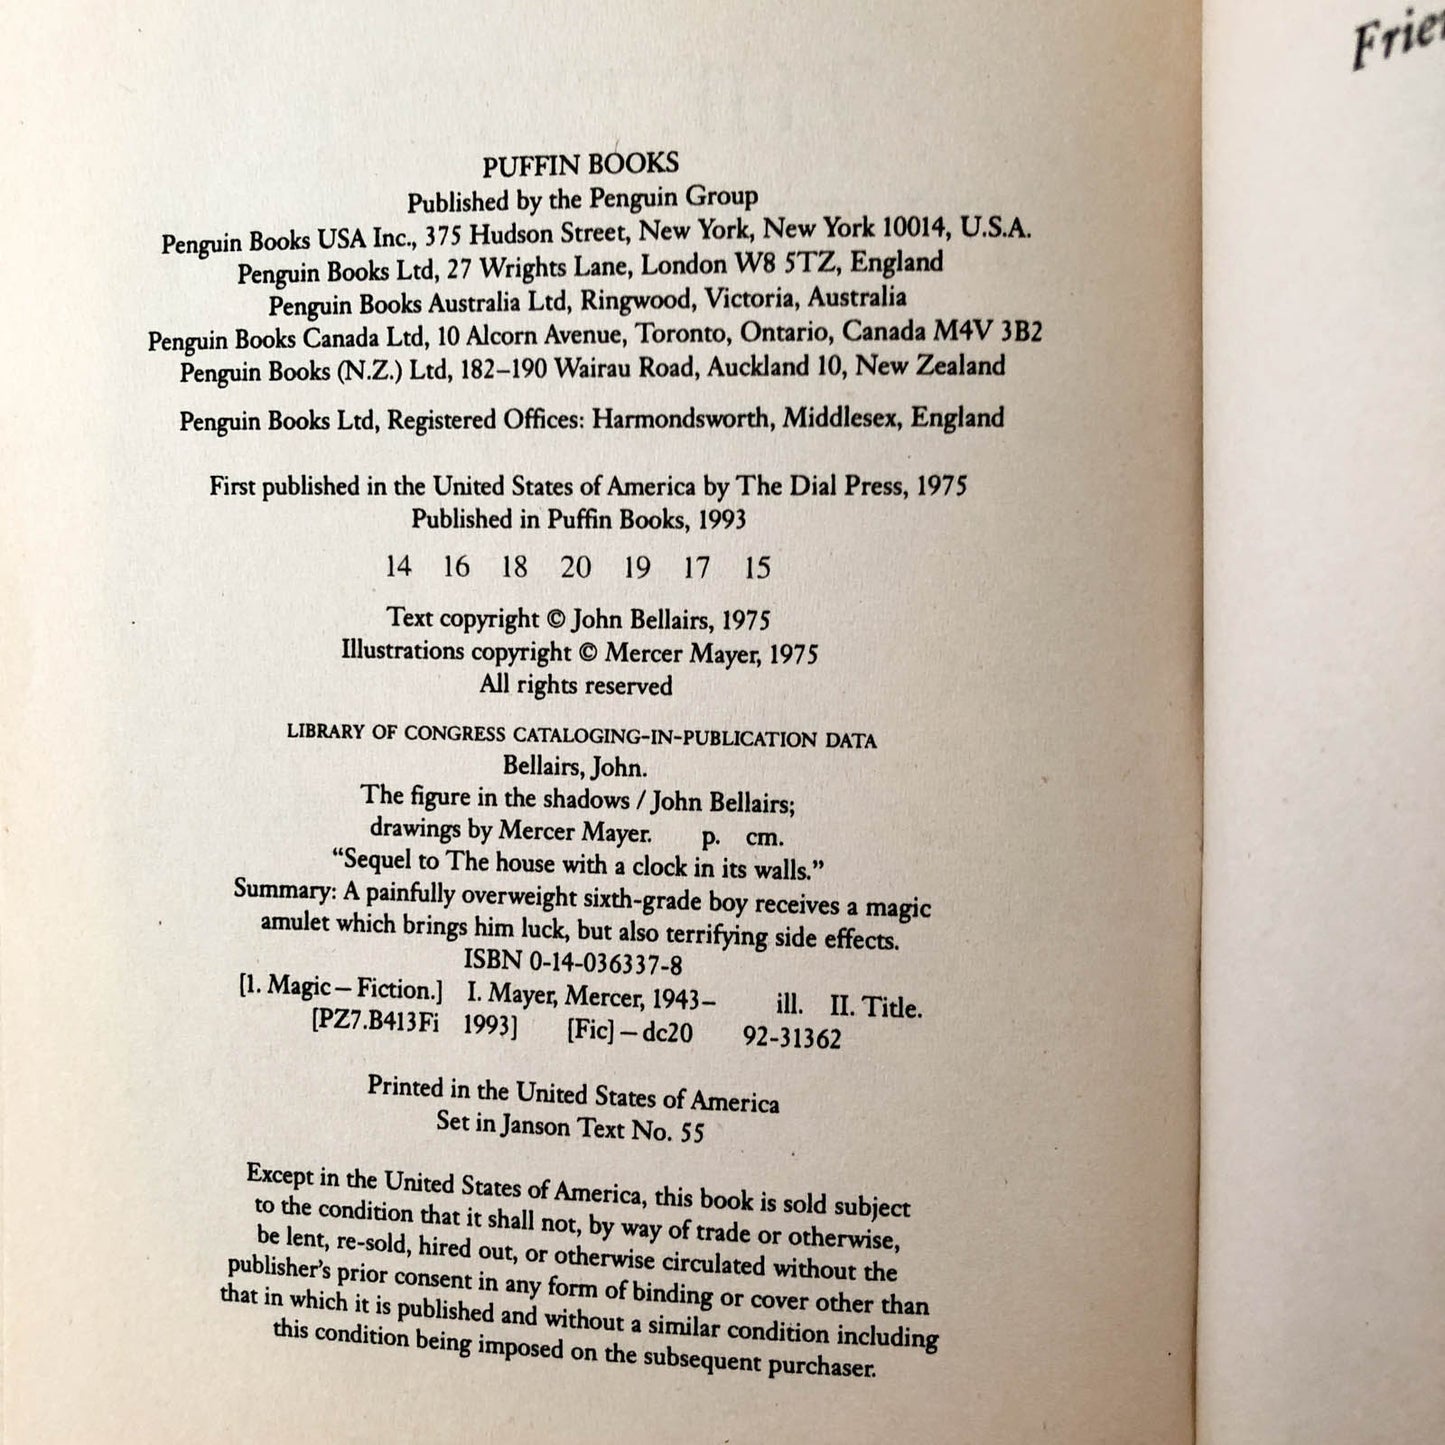 PUFFIN BOOKS
Published by the Penguin Group
Penguin Books USA Inc., 375 Hudson Street, New York, New York 10014, U.S.A.
Penguin Books Ltd, 27 Wrights Lane, London W8 5TZ, England
Penguin Books Australia Ltd, Ringwood, Victoria, Australia
Penguin Books Canada Ltd, 10 Alcorn Avenue, Toronto, Ontario, Canada M4V 3B2
Penguin Books (N.Z.) Ltd, 182–190 Wairau Road, Auckland 10, New Zealand
Penguin Books Ltd, Registered Offices: Harmondsworth, Middlesex, England
First published in the United States of America by The Dial Press, 1975
Published in Puffin Books, 1993
14 16 18 20 19 17 15
Text copyright © John Bellairs, 1975
Illustrations copyright © Mercer Mayer, 1975
All rights reserved
LIBRARY OF CONGRESS CATALOGING-IN-PUBLICATION DATA
Bellairs, John.
The figure in the shadows / John Bellairs;
drawings by Mercer Mayer. p. cm.
“Sequel to The house with a clock in its walls.”
Summary: A painfully overweight sixth-grade boy receives a magic
amulet which brings him luck, but also terrifying side effects.
ISBN 0-14-036337-8
[1. Magic—Fiction.] I. Mayer, Mercer, 1943– ill. II. Title.
[PZ7.B413Fi 1993] [Fic]—dc20 92-31362
Printed in the United States of America
Set in Janson Text No. 55
Except in the United States of America, this book is sold subject
to the condition that it shall not, by way of trade or otherwise,
be lent, re-sold, hired out, or otherwise circulated without the
publisher’s prior consent in any form of binding or cover other than
that in which it is published and without a similar condition including
this condition being imposed on the subsequent purchaser.